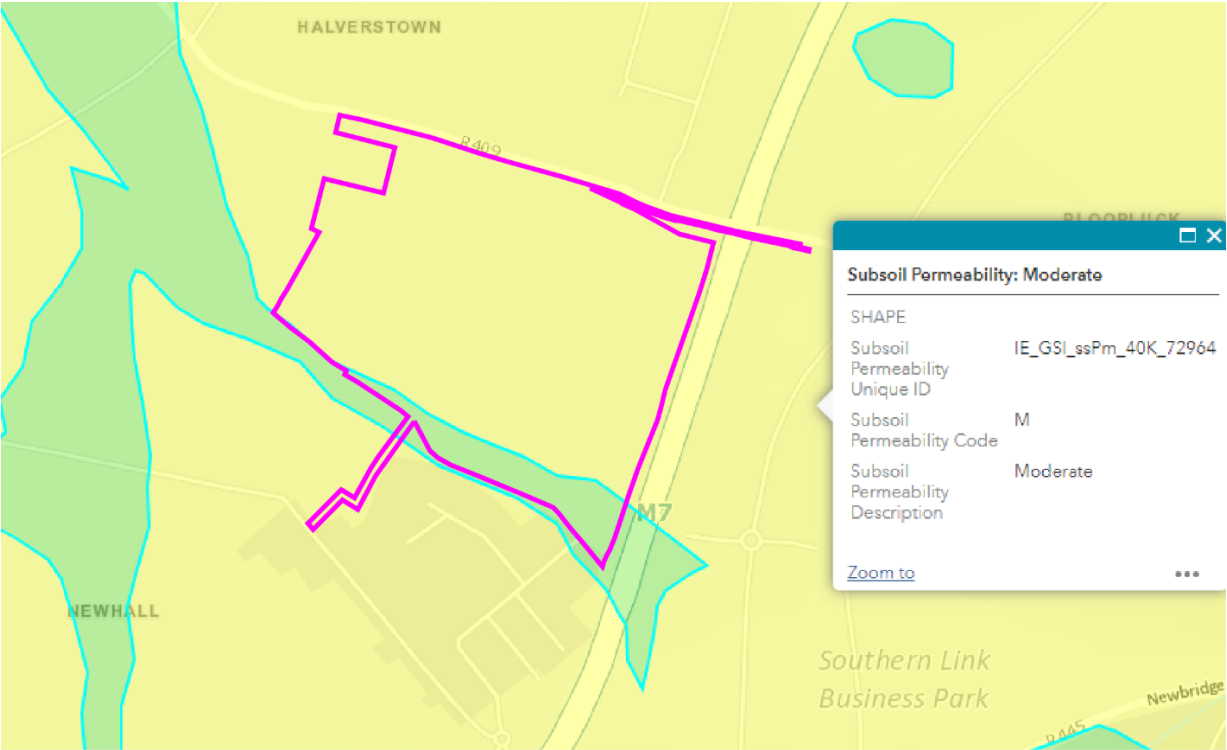 HALVERSTOWN
R409
BLOOPLUCK
Subsoil Permeability: Moderate
SHAPE
Subsoil
Permeability
Unique ID
IE_GSI_ssPm_40K_72964
Subsoil
Permeability Code
M
Subsoil
Permeability
Description
Moderate
Zoom to
M7
NEWHALL
Southern Link
Business Park
Newbridge
R445